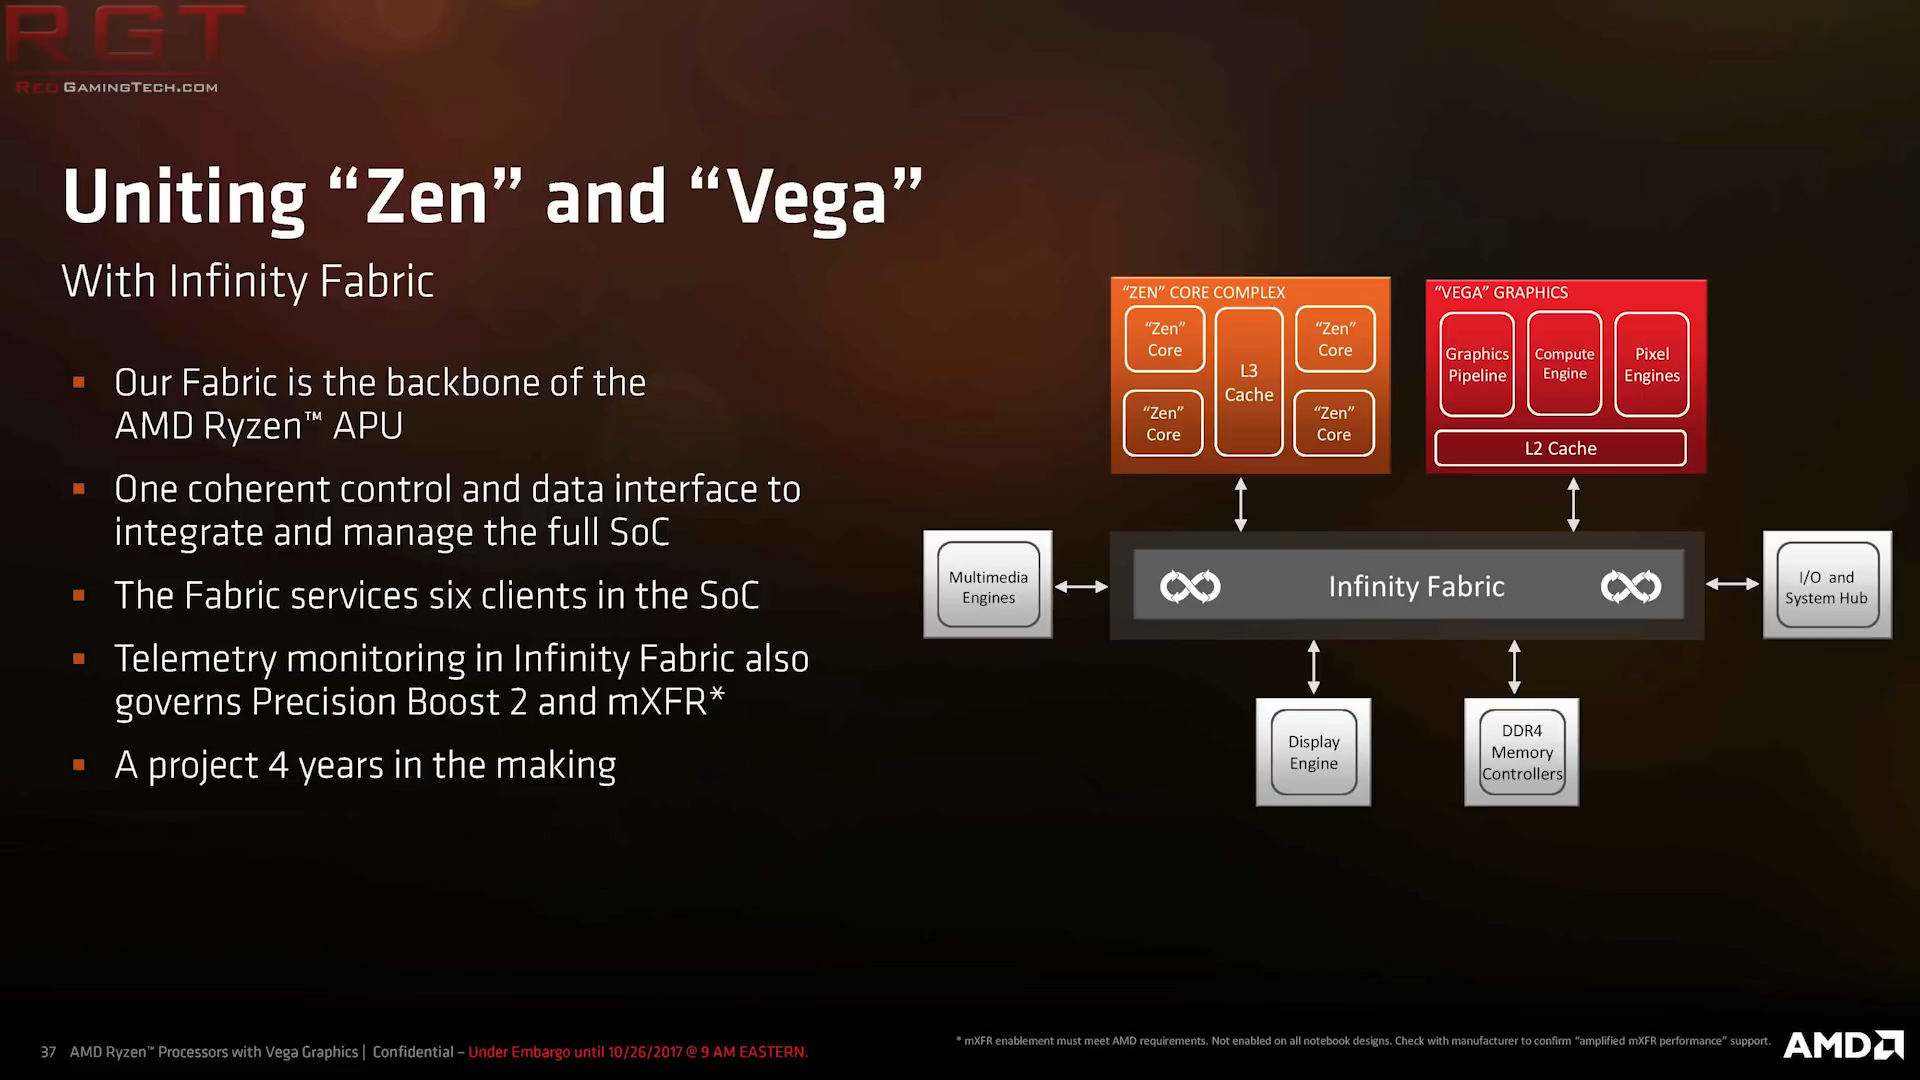 RGT
RedGamingTech.com
Uniting “Zen” and “Vega”
With Infinity Fabric
Our Fabric is the backbone of the
AMD Ryzen™ APU
One coherent control and data interface to
integrate and manage the full SoC
The Fabric services six clients in the SoC
Telemetry monitoring in Infinity Fabric also
governs Precision Boost 2 and mXFR*
A project 4 years in the making
“ZEN” CORE COMPLEX
“Zen”
Core
“Zen”
Core
L3
Cache
“Zen”
Core
“Zen”
Core
“VEGA” GRAPHICS
Graphics
Pipeline
Compute
Engine
Pixel
Engines
L2 Cache
Multimedia
Engines
Infinity Fabric
I/O and
System Hub
Display
Engine
DDR4
Memory
Controllers
37 AMD Ryzen™ Processors with Vega Graphics | Confidential – Under Embargo until 10/26/2017 @ 9 AM EASTERN.
* mXFR enablement must meet AMD requirements. Not enabled on all notebook designs. Check with manufacturer to confirm “amplified mXFR performance” support.
AMD